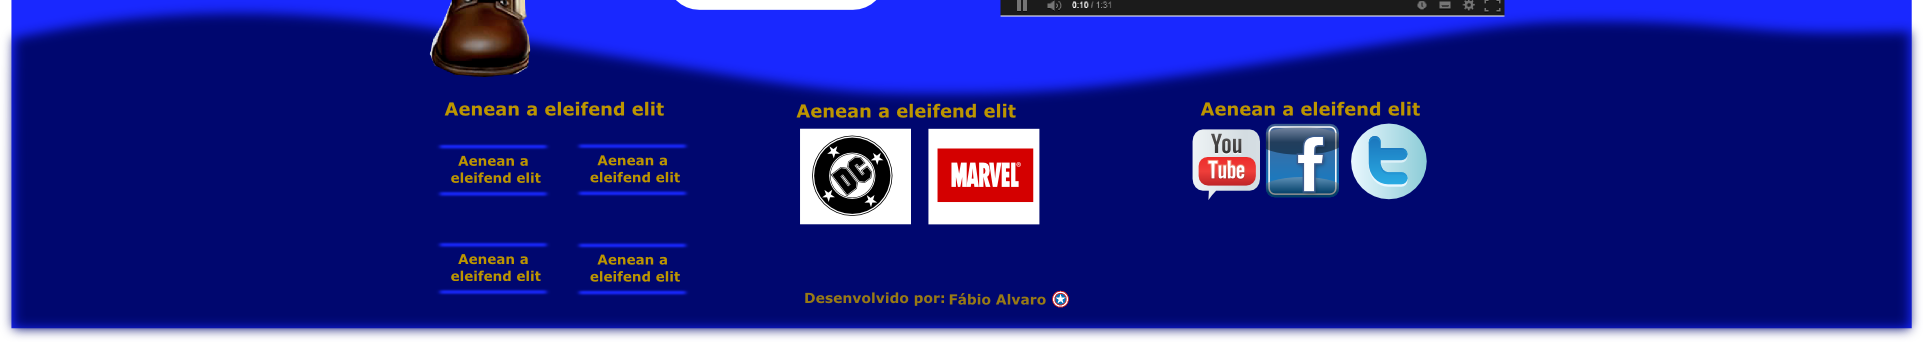 0:10 / 1:31
Aenean a eleifend elit
Aenean a
eleifend elit
Aenean a
eleifend elit
Aenean a
eleifend elit
Aenean a
eleifend elit
Aenean a eleifend elit
DC
MARVEL®
Aenean a eleifend elit
You
Tube
f
t
Desenvolvido por: Fábio Alvaro